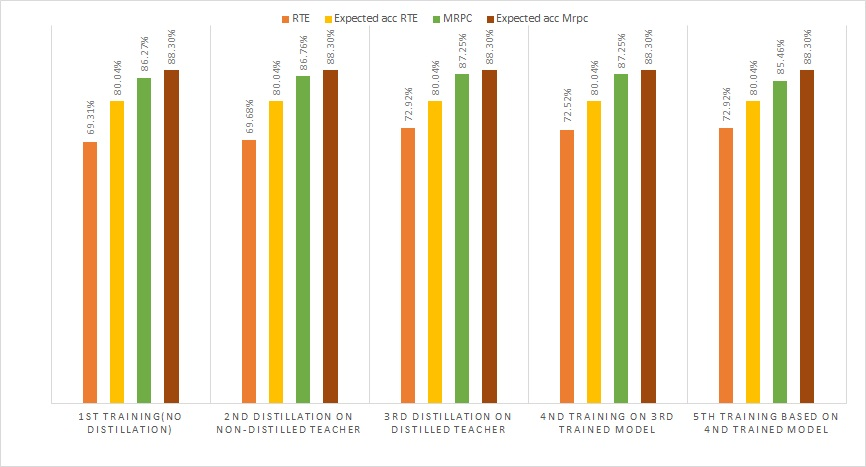 RTE Expected acc RTE MRPC Expected acc Mrpc
69.31% 80.04% 86.27% 88.30% 69.68% 80.04% 86.76% 88.30% 72.92% 80.04% 87.25% 88.30% 72.52% 80.04% 87.25% 88.30% 72.92% 80.04% 85.46% 88.30%
1ST TRAINING(NO
DISTILLATION)
2ND DISTILLATION ON
NON-DISTILLED TEACHER
3RD DISTILLATION ON
DISTILLED TEACHER
4ND TRAINING ON 3RD
TRAINED MODEL
5TH TRAINING BASED ON
4ND TRAINED MODEL